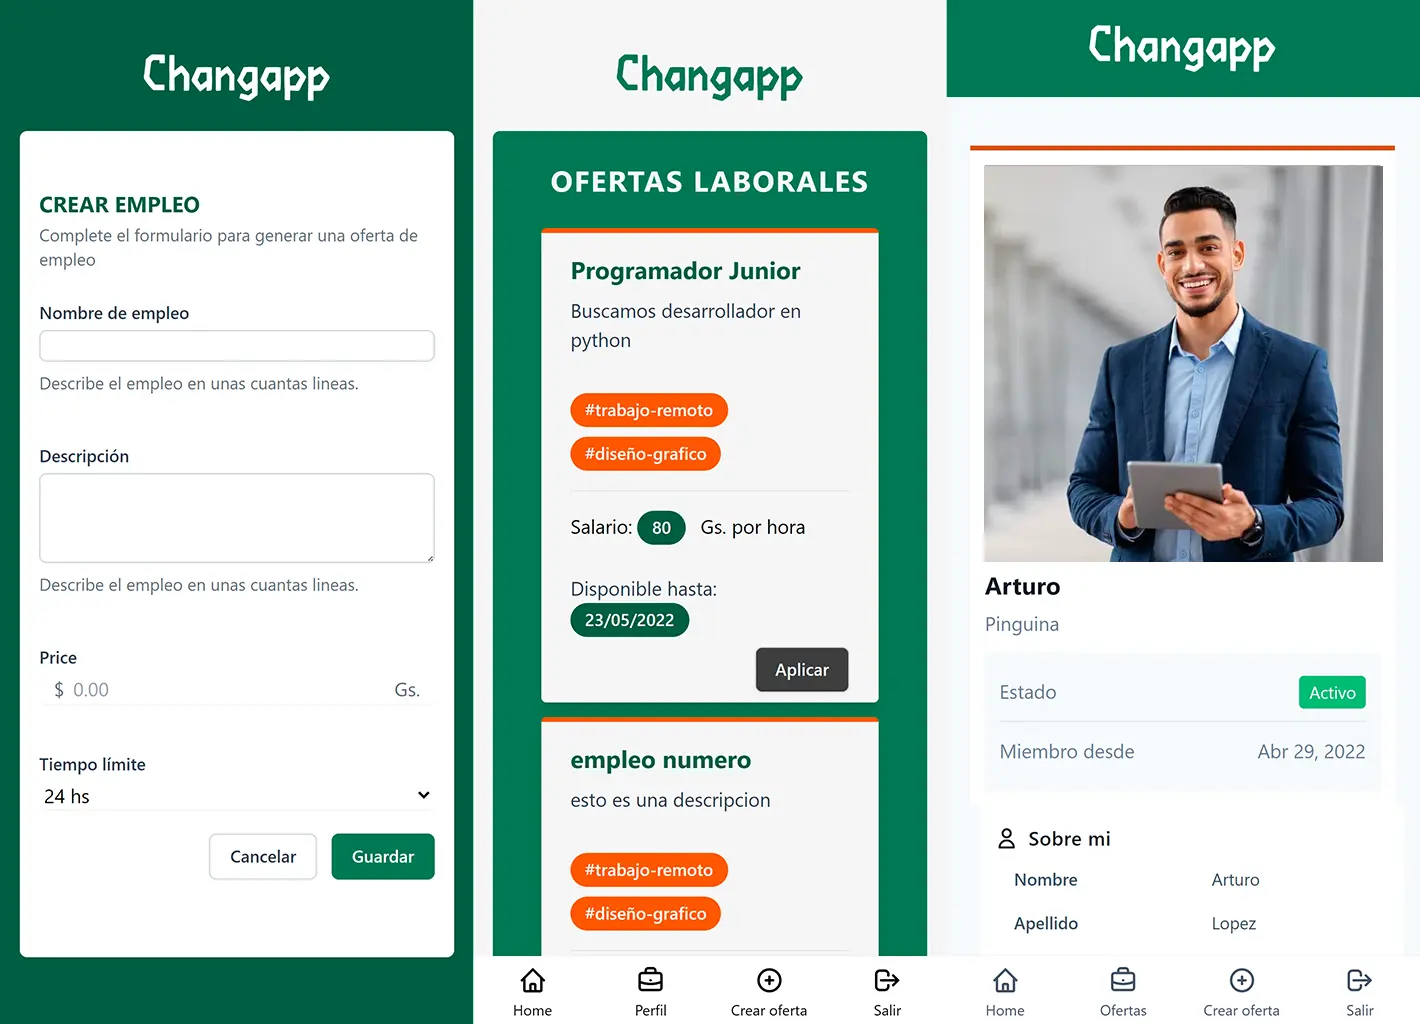 Changapp
CREAR EMPLEO
Complete el formulario para generar una oferta de
empleo
Nombre de empleo
Describe el empleo en unas cuantas lineas.
Descripción
Describe el empleo en unas cuantas lineas.
Price
$ 0.00 Gs.
Tiempo límite
24 hs
Cancelar Guardar
Changapp
OFERTAS LABORALES
Programador Junior
Buscamos desarrollador en
python
#trabajo-remoto
#diseño-grafico
Salario: 80 Gs. por hora
Disponible hasta:
23/05/2022
Aplicar
empleo numero
esto es una descripcion
#trabajo-remoto
#diseño-grafico
Home Perfil Crear oferta Salir
Changapp
Arturo
Pinguina
Estado Activo
Miembro desde Abr 29, 2022
Sobre mi
Nombre Arturo
Apellido Lopez
Home Ofertas Crear oferta Salir